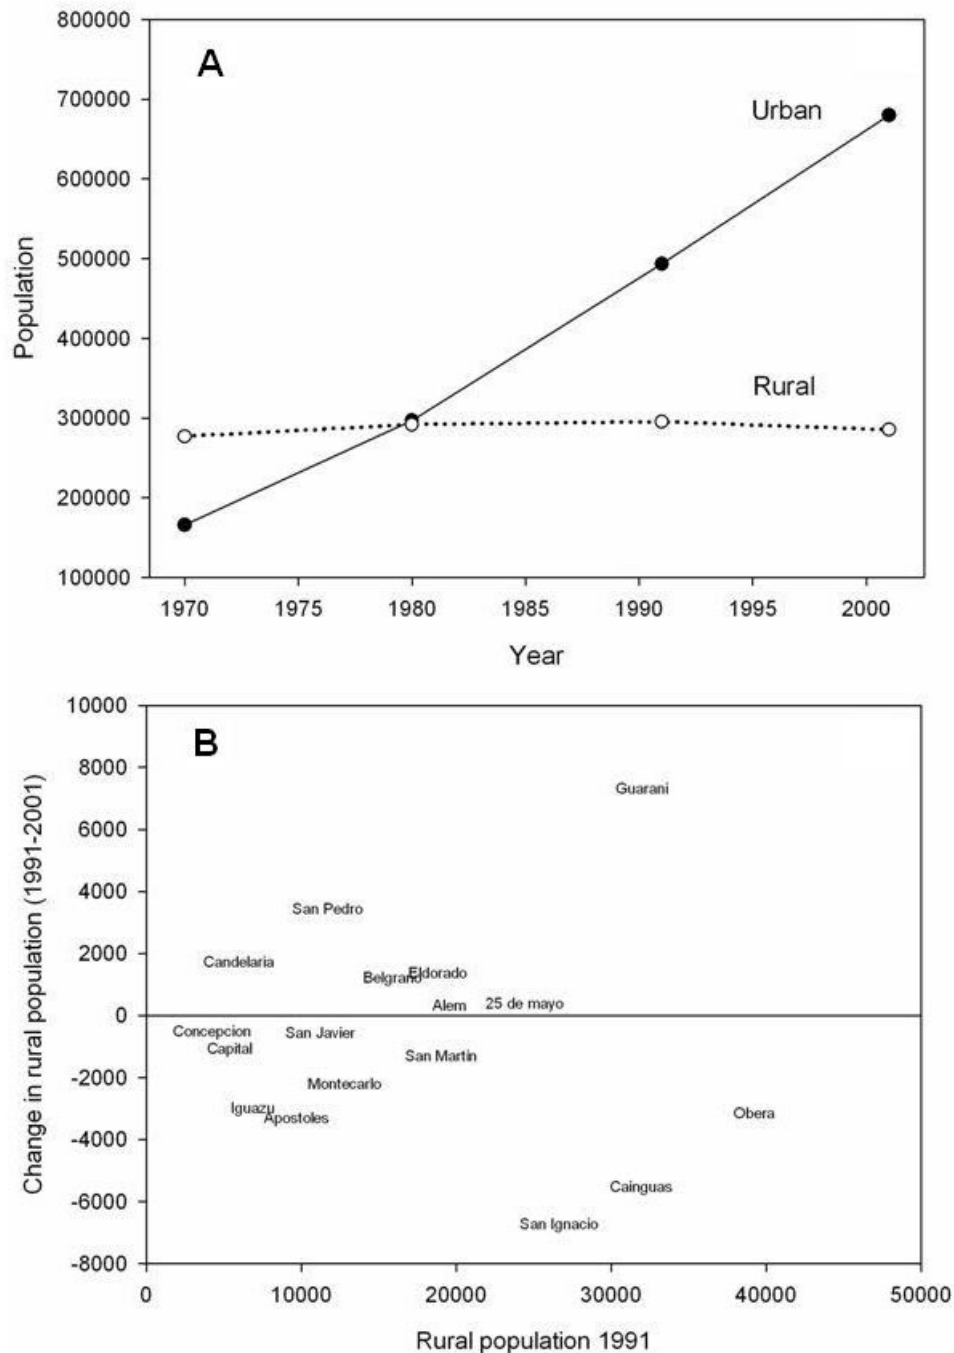 A
800000
700000
600000
500000
400000
300000
200000
100000
Population
Urban
Rural
1970 1975 1980 1985 1990 1995 2000
Year
B
10000
8000
6000
4000
2000
0
-2000
-4000
-6000
-8000
Change in rural population (1991-2001)
Guarani
San Pedro
Candelaria
Belgrano
Eldorado
Alem
25 de mayo
Concepcion
San Javier
Capital
San Martin
Montecarlo
Iguazu
Apostoles
Obera
Cainguas
San Ignacio
0 10000 20000 30000 40000 50000
Rural population 1991